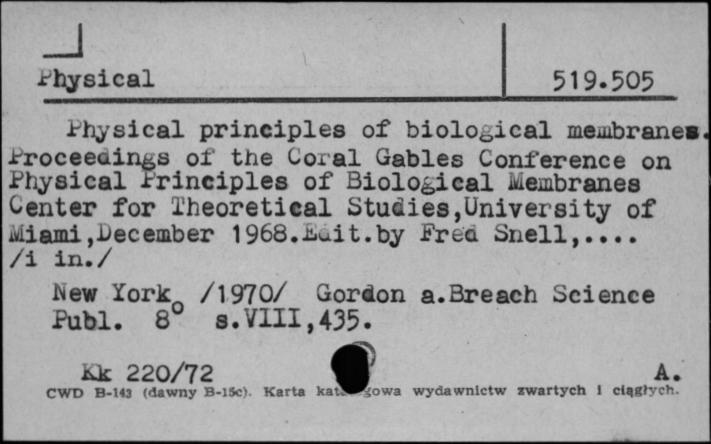 Physical 519.505
Physical principles of biological membranes.
Proceedings of the Coral Gables Conference on
Physical Principles of Biological Membranes
Center for Theoretical Studies,University of
Miami,December 1968.Edit.by Fred Snell,....
/i in./
New York, /1970/ Gordon a.Breach Science
Publ. 8° s.VIII,435.
Kk 220/72 A.
CWD B-143 (dawny B-15c). Karta wydawnictw zwartych i ciągłych.